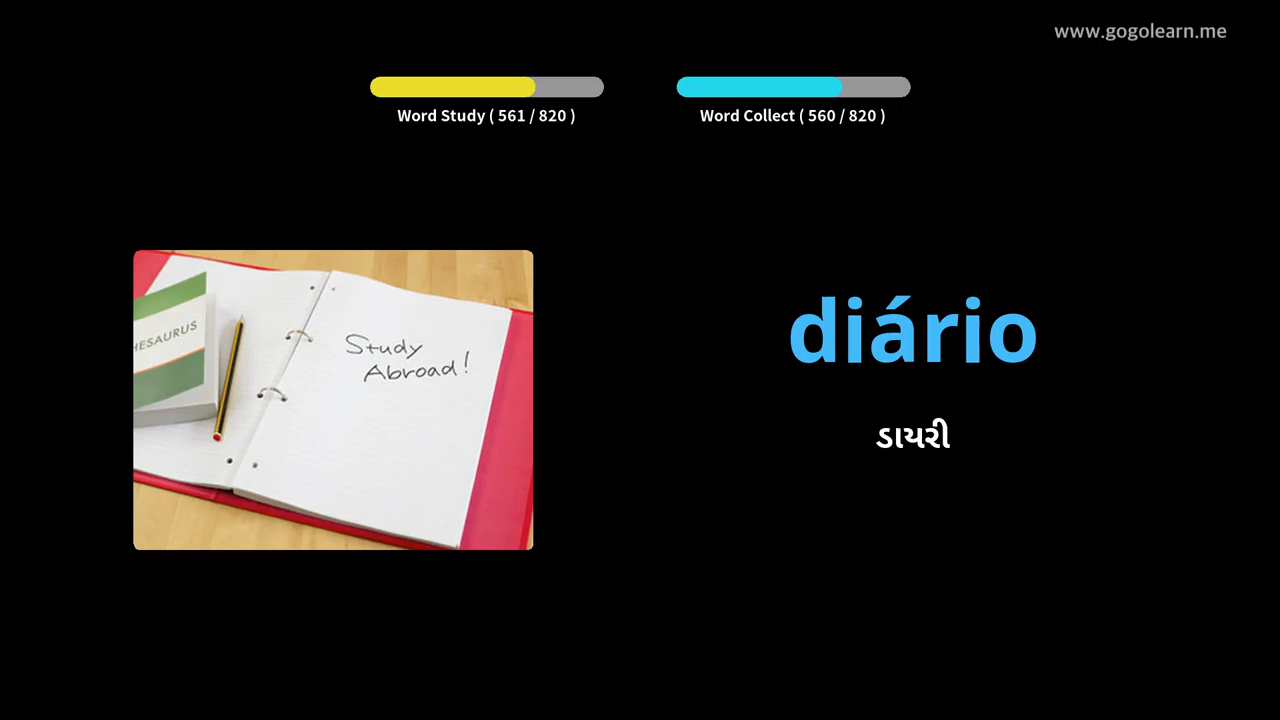 www.gogolearn.me
Word Study ( 561 / 820 )
Word Collect ( 560 / 820 )
HESAURUS
Study
Abroad!
diário
ડાયરી